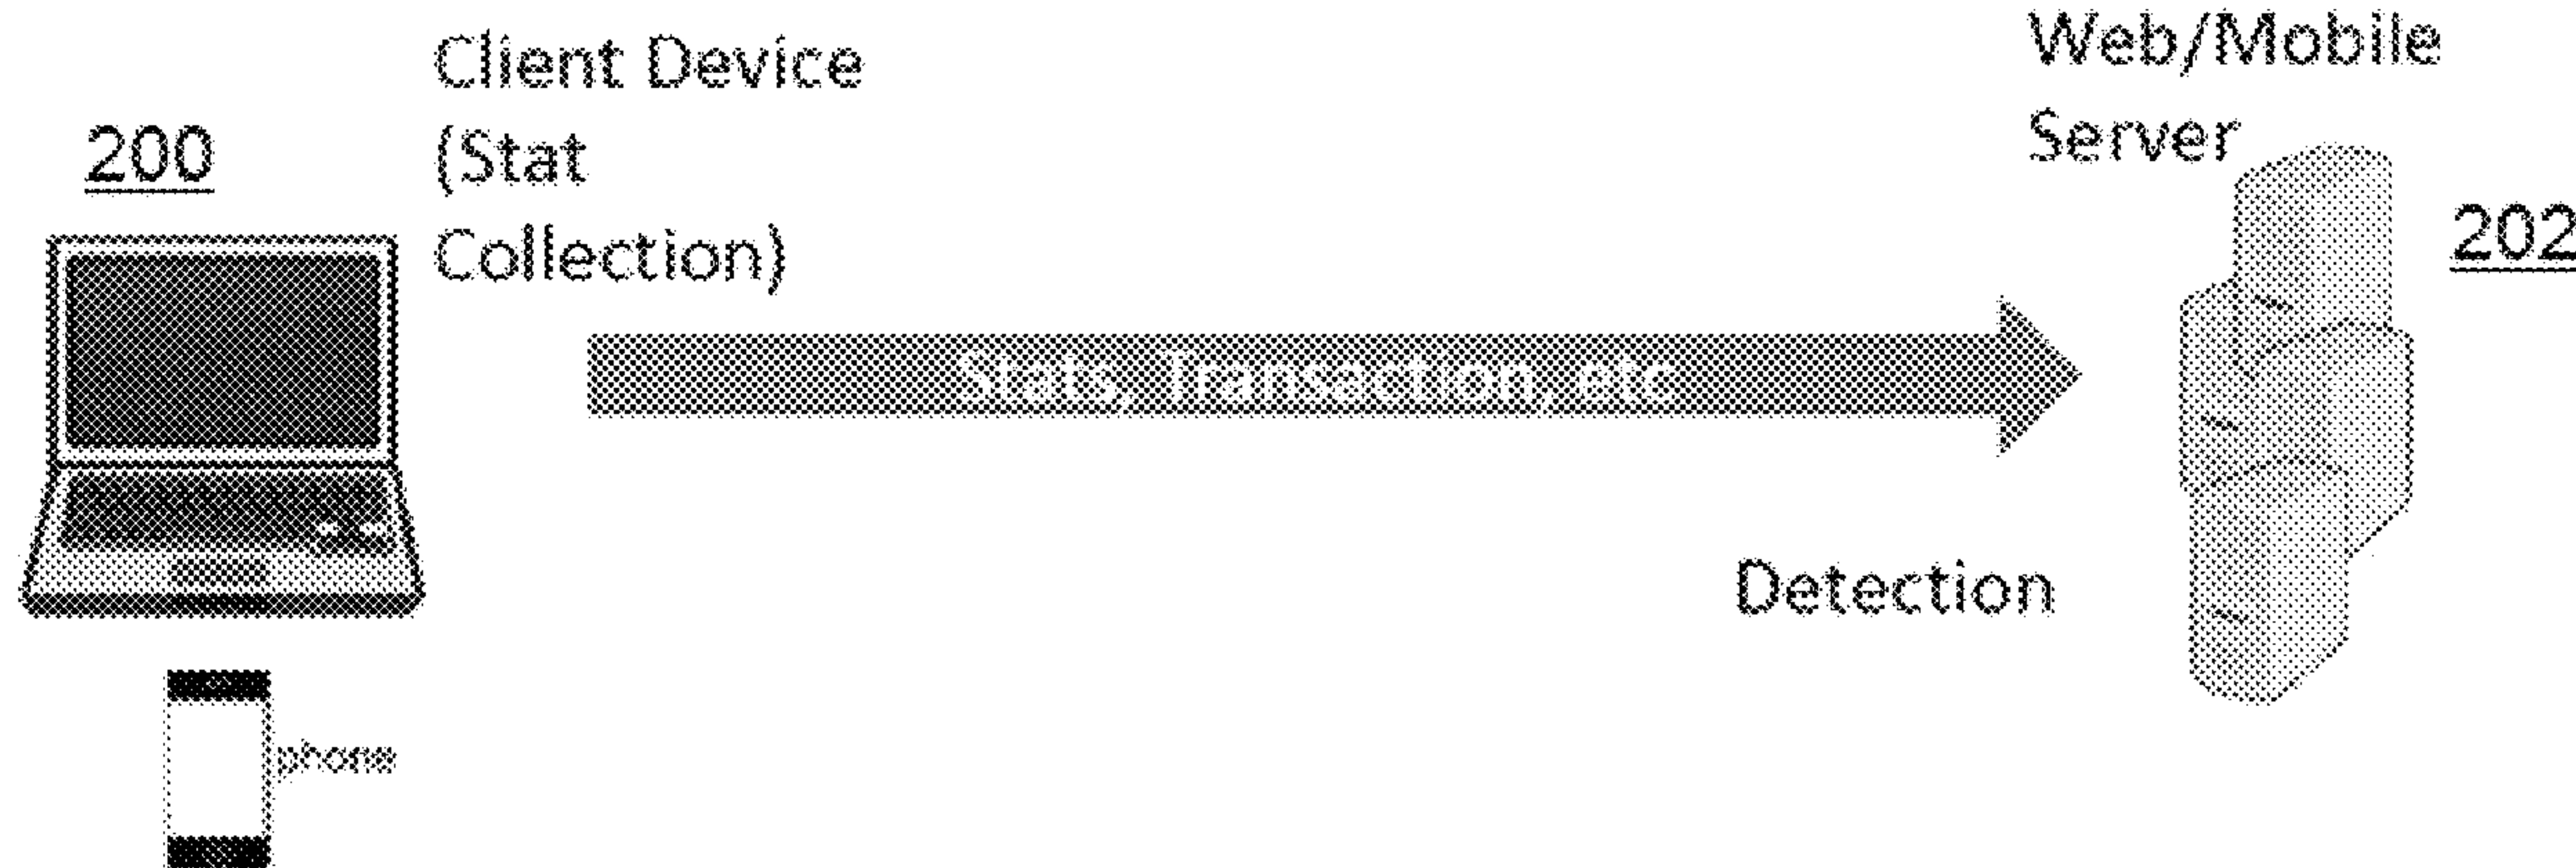 200
Client Device
(Stat
Collection)
Web/Mobile
Server
202
Stats, Transaction, etc
Detection
phone